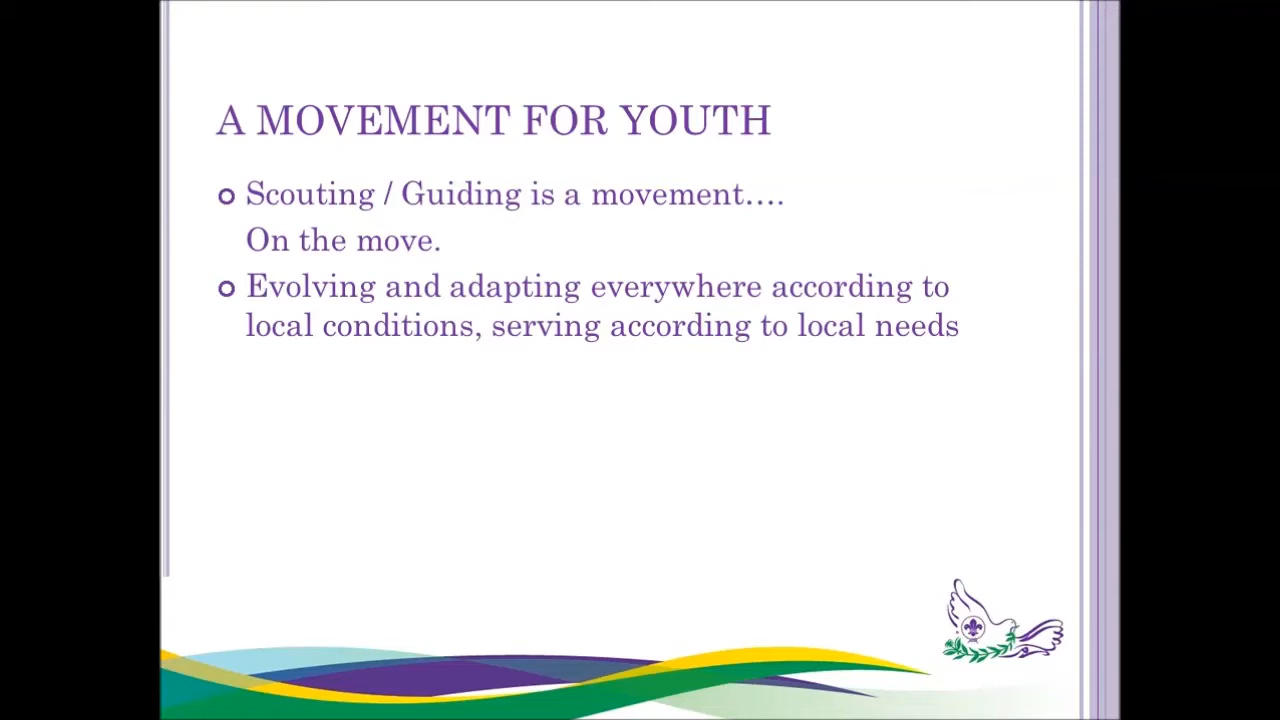 A MOVEMENT FOR YOUTH
Scouting / Guiding is a movement….
On the move.
Evolving and adapting everywhere according to
local conditions, serving according to local needs